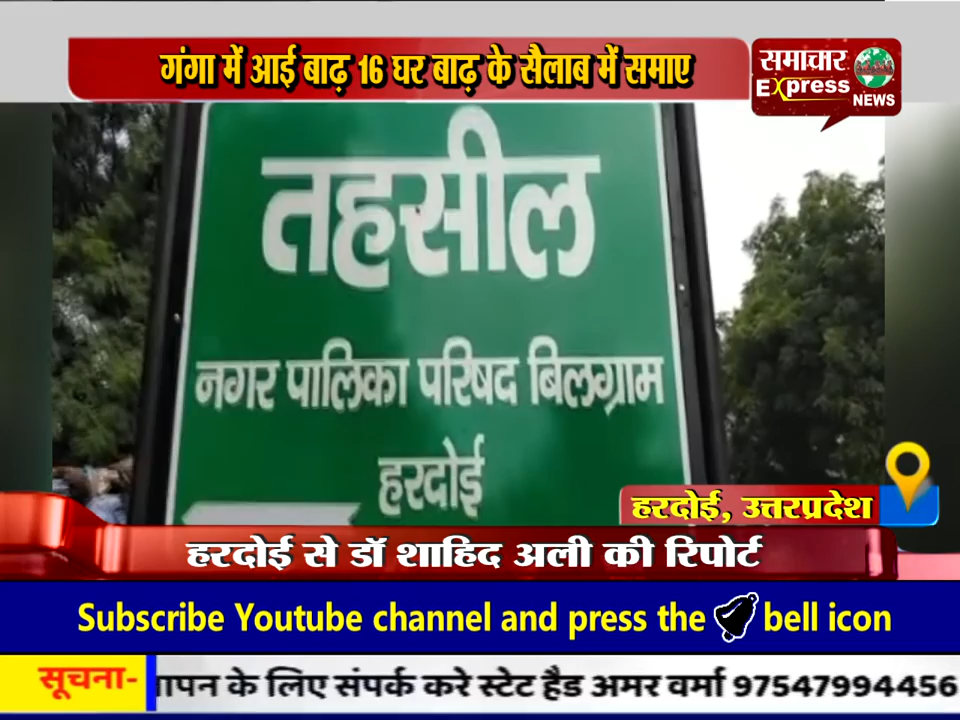 गंगा में आई बाढ़ 16 घर बाढ़ के सैलाब में समाए
समाचार
Express
NEWS
तहसील
नगर पालिका परिषद बिलग्राम
हरदोई
हरदोई, उत्तरप्रदेश
हरदोई से डॉ शाहिद अली की रिपोर्ट
Subscribe Youtube channel and press the bell icon
सूचना-
ापन के लिए संपर्क करे स्टेट हैड अमर वर्मा 97547994456